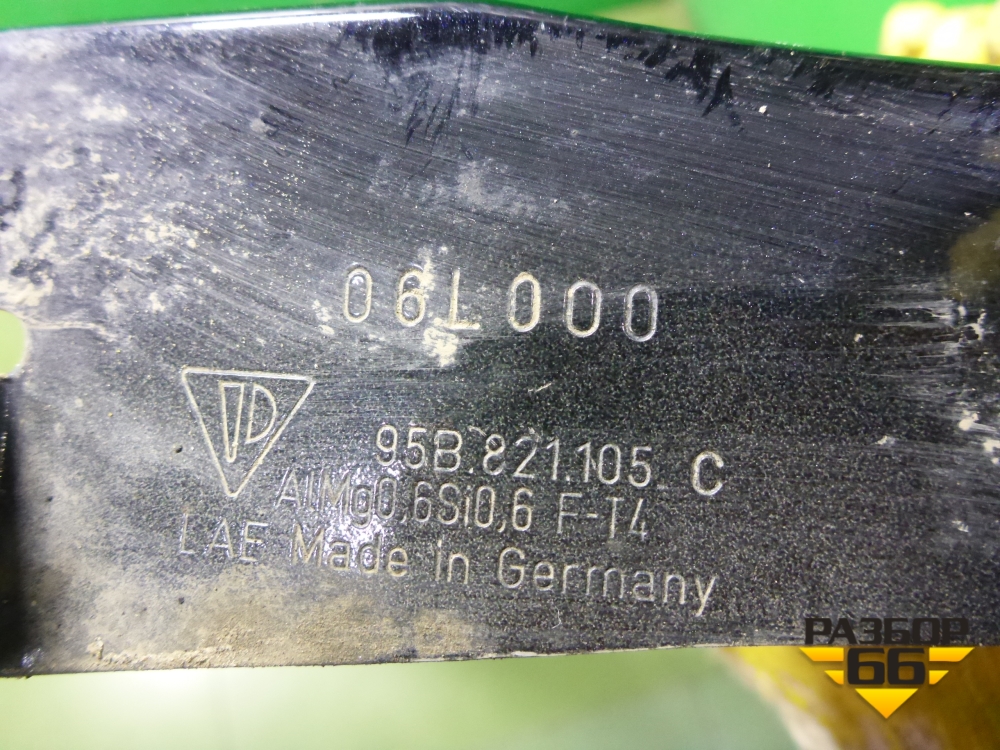 06L000
95B.821.105 C
AlMg0,6Si0,6 F-T4
LAE Made in Germany
РАЗБОР
66